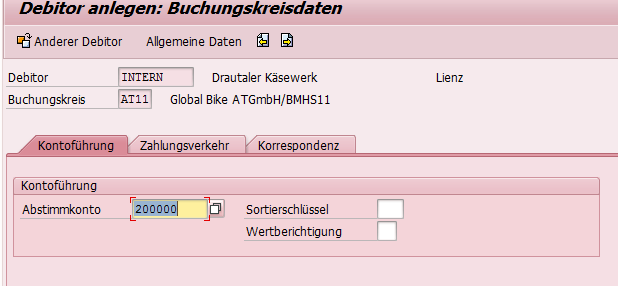 Debitor anlegen: Buchungskreisdaten
Anderer Debitor Allgemeine Daten
Debitor INTERN Drautaler Käsewerk Lienz
Buchungskreis AT11 Global Bike ATGmbH/BMHS11
Kontoführung Zahlungsverkehr Korrespondenz
Kontoführung
Abstimmkonto 200000 Sortierschlüssel
Wertberichtigung